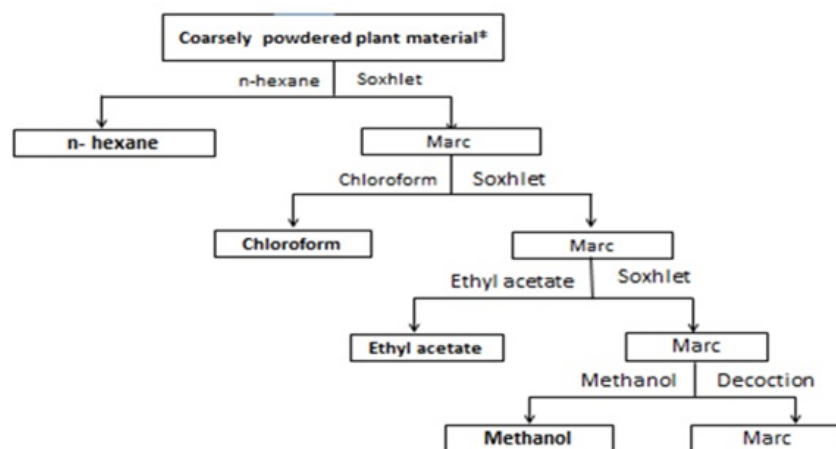 Coarsely powdered plant material*
n-hexane Soxhlet
n- hexane Marc
Chloroform Soxhlet
Chloroform Marc
Ethyl acetate Soxhlet
Ethyl acetate Marc
Methanol Decoction
Methanol Marc